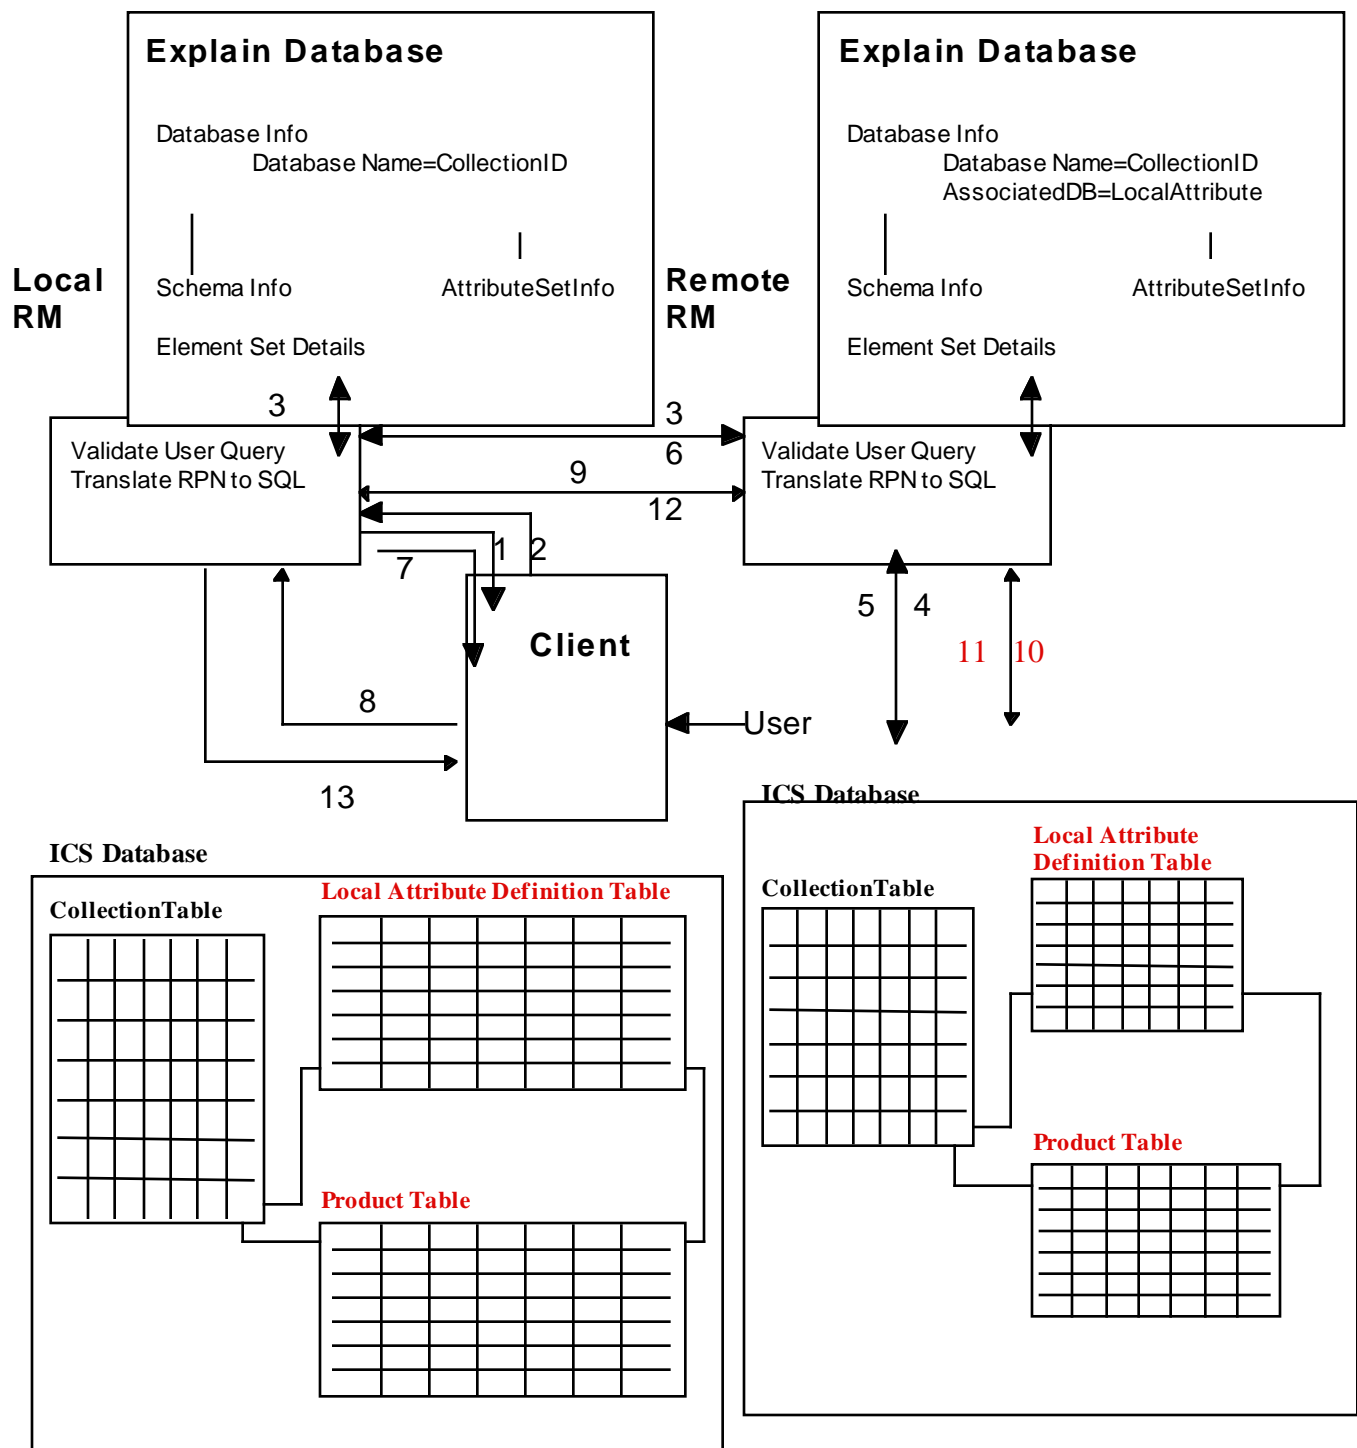 Explain Database
Database Info
Database Name=CollectionID
Schema Info
AttributeSetInfo
Element Set Details
Local
RM
Explain Database
Database Info
Database Name=CollectionID
AssociatedDB=LocalAttribute
Schema Info
AttributeSetInfo
Element Set Details
Remote
RM
3
Validate User Query
Translate RPN to SQL
3
6
9
12
Validate User Query
Translate RPN to SQL
1
2
7
5
4
11
10
Client
8
User
13
ICS Database
CollectionTable
Local Attribute Definition Table
Product Table
ICS Database
CollectionTable
Local Attribute
Definition Table
Product Table